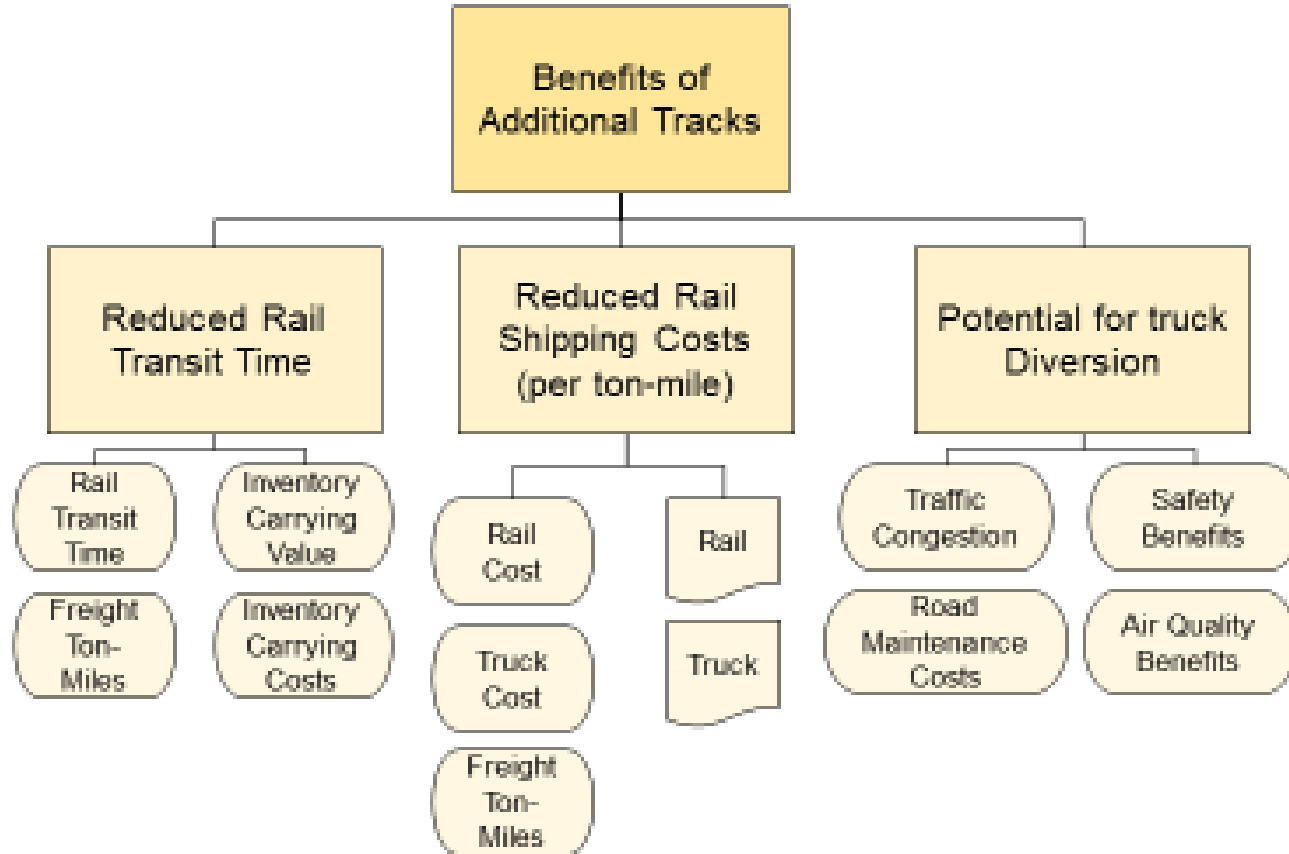 Benefits of
Additional Tracks
Reduced Rail
Transit Time
Reduced Rail
Shipping Costs
(per ton-mile)
Potential for truck
Diversion
Rail
Transit
Time
Inventory
Carrying
Value
Freight
Ton-
Miles
Inventory
Carrying
Costs
Rail
Cost
Rail
Truck
Cost
Truck
Freight
Ton-
Miles
Traffic
Congestion
Safety
Benefits
Road
Maintenance
Costs
Air Quality
Benefits